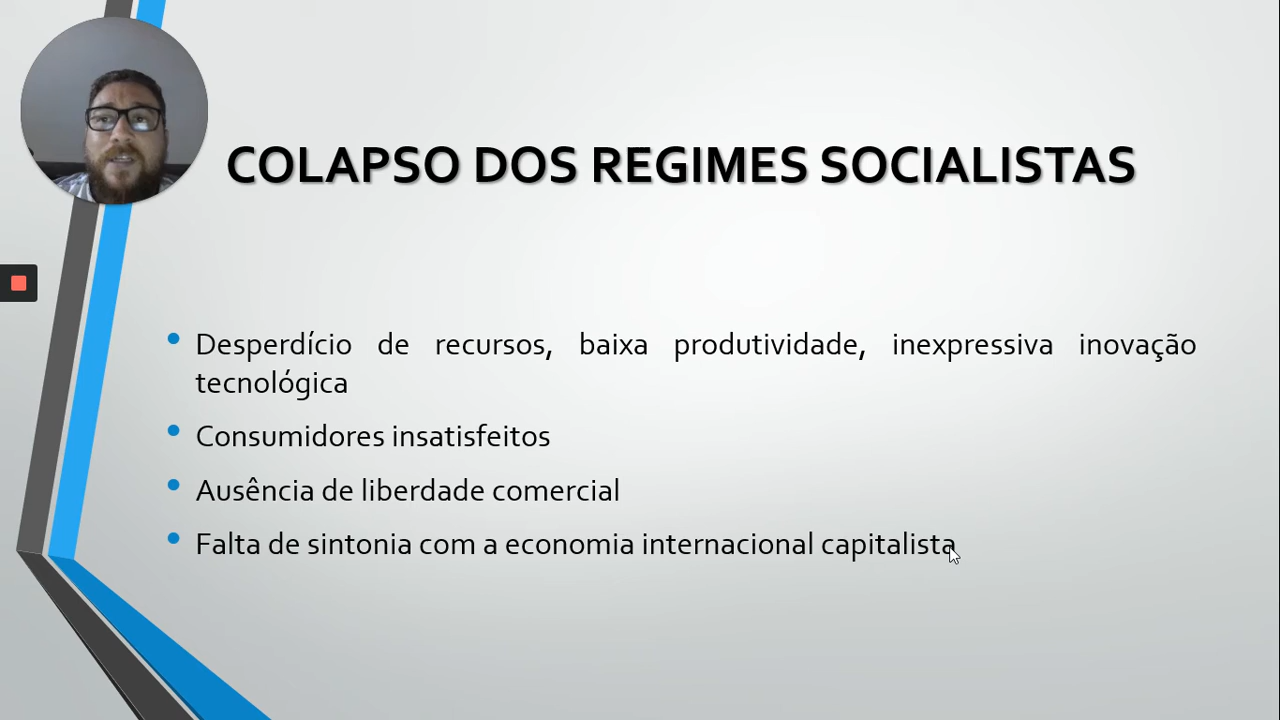 COLAPSO DOS REGIMES SOCIALISTAS
Desperdício de recursos, baixa produtividade, inexpressiva inovação
tecnológica
Consumidores insatisfeitos
Ausência de liberdade comercial
Falta de sintonia com a economia internacional capitalista